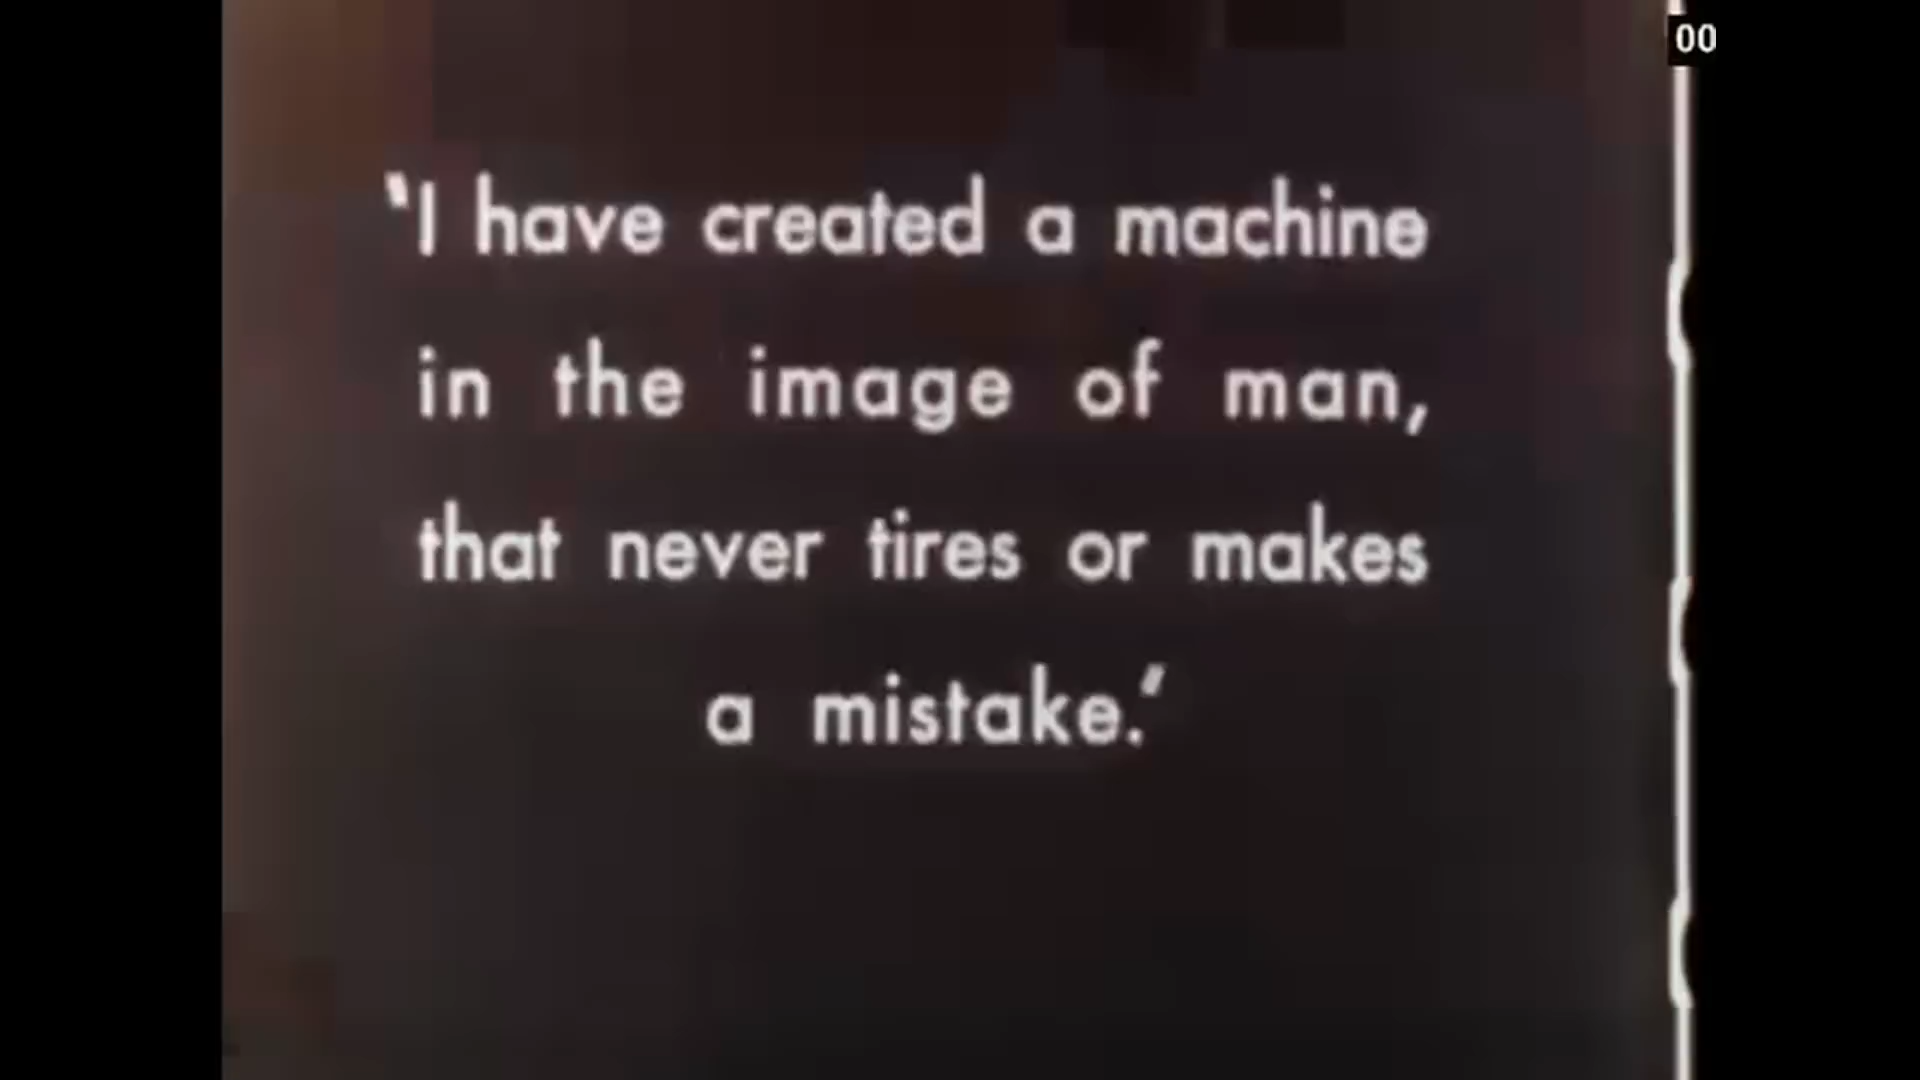 00
‛I have created a machine
in the image of man,
that never tires or makes
a mistake.′